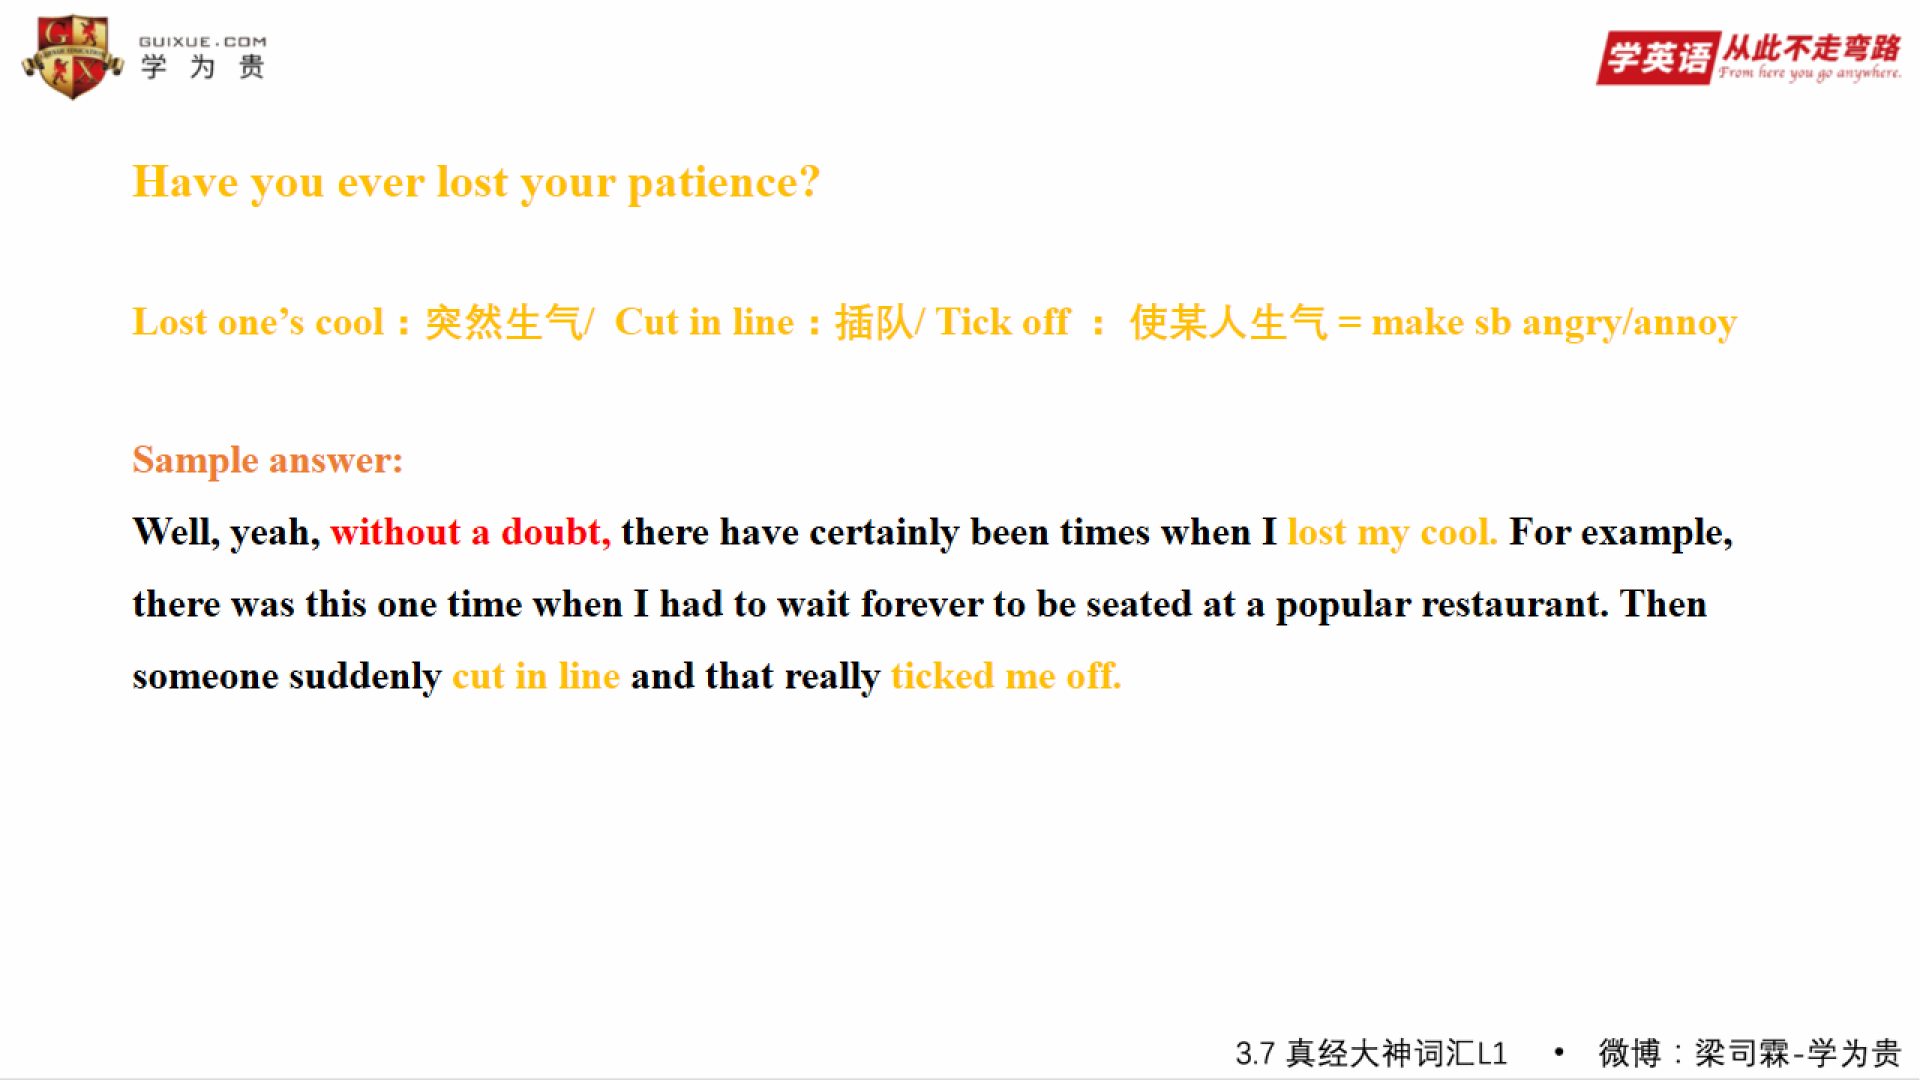 GUIXUE.COM
学为贵
学英语 从此不走弯路
From here you go anywhere.
Have you ever lost your patience?
Lost one’s cool：突然生气/ Cut in line：插队/ Tick off ： 使某人生气 = make sb angry/annoy
Sample answer:
Well, yeah, without a doubt, there have certainly been times when I lost my cool. For example,
there was this one time when I had to wait forever to be seated at a popular restaurant. Then
someone suddenly cut in line and that really ticked me off.
3.7 真经大神词汇L1 • 微博：梁司霖-学为贵